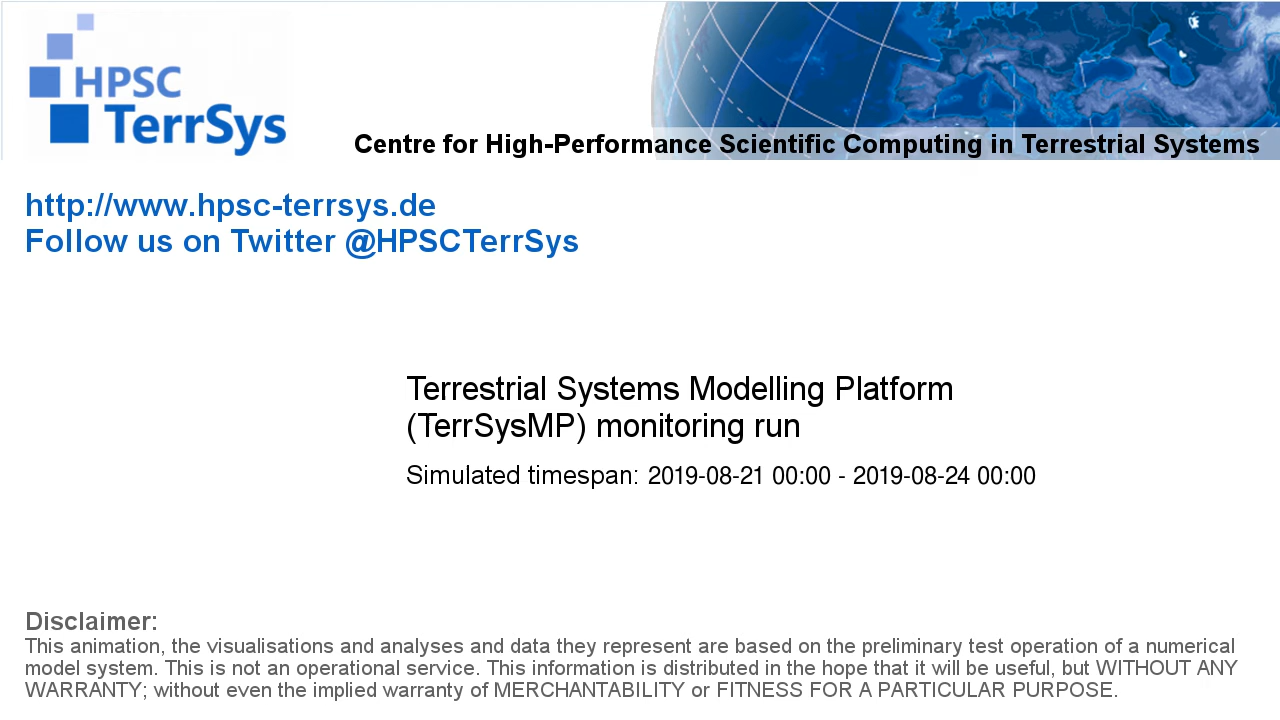 HPSC
TerrSys
Centre for High-Performance Scientific Computing in Terrestrial Systems
http://www.hpsc-terrsys.de
Follow us on Twitter @HPSCTerrSys
Terrestrial Systems Modelling Platform
(TerrSysMP) monitoring run
Simulated timespan: 2019-08-21 00:00 - 2019-08-24 00:00
Disclaimer:
This animation, the visualisations and analyses and data they represent are based on the preliminary test operation of a numerical
model system. This is not an operational service. This information is distributed in the hope that it will be useful, but WITHOUT ANY
WARRANTY; without even the implied warranty of MERCHANTABILITY or FITNESS FOR A PARTICULAR PURPOSE.